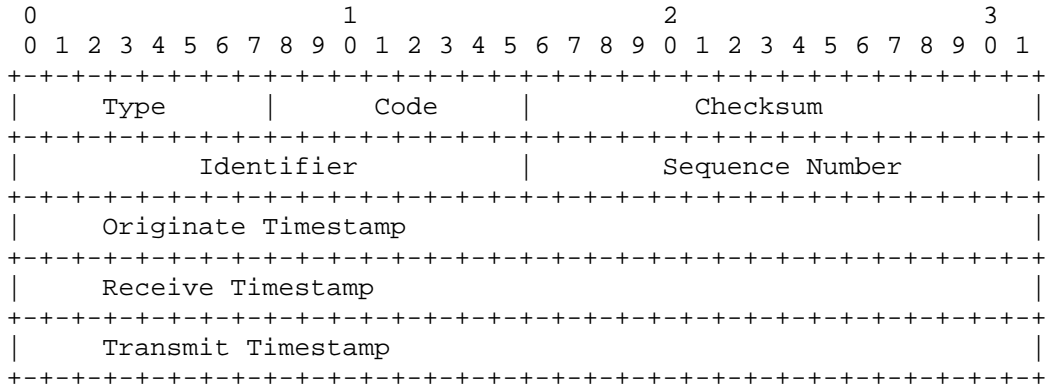 0                   1                   2                   3
 0 1 2 3 4 5 6 7 8 9 0 1 2 3 4 5 6 7 8 9 0 1 2 3 4 5 6 7 8 9 0 1
+-+-+-+-+-+-+-+-+-+-+-+-+-+-+-+-+-+-+-+-+-+-+-+-+-+-+-+-+-+-+-+-+
|     Type      |      Code     |          Checksum             |
+-+-+-+-+-+-+-+-+-+-+-+-+-+-+-+-+-+-+-+-+-+-+-+-+-+-+-+-+-+-+-+-+
|           Identifier          |        Sequence Number        |
+-+-+-+-+-+-+-+-+-+-+-+-+-+-+-+-+-+-+-+-+-+-+-+-+-+-+-+-+-+-+-+-+
|     Originate Timestamp                                       |
+-+-+-+-+-+-+-+-+-+-+-+-+-+-+-+-+-+-+-+-+-+-+-+-+-+-+-+-+-+-+-+-+
|     Receive Timestamp                                         |
+-+-+-+-+-+-+-+-+-+-+-+-+-+-+-+-+-+-+-+-+-+-+-+-+-+-+-+-+-+-+-+-+
|     Transmit Timestamp                                        |
+-+-+-+-+-+-+-+-+-+-+-+-+-+-+-+-+-+-+-+-+-+-+-+-+-+-+-+-+-+-+-+-+